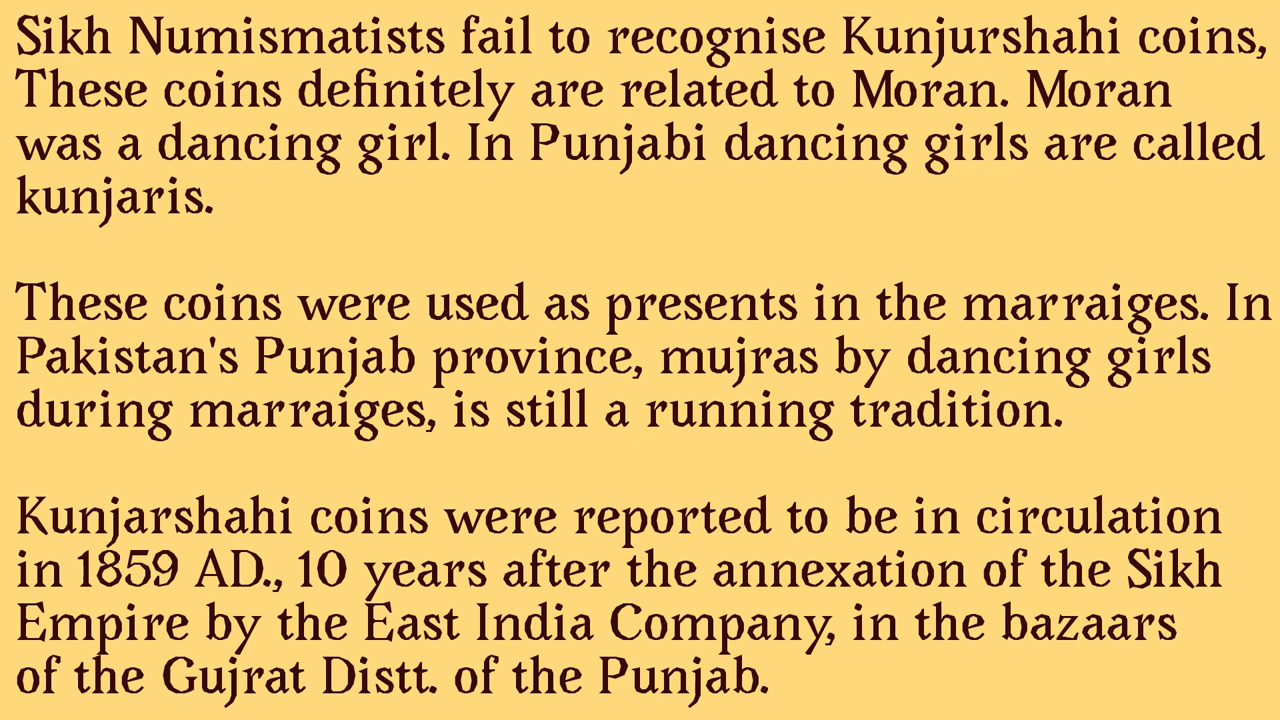 Sikh Numismatists fail to recognise Kunjurshahi coins,
These coins definitely are related to Moran. Moran
was a dancing girl. In Punjabi dancing girls are called
kunjaris.
These coins were used as presents in the marraiges. In
Pakistan's Punjab province, mujras by dancing girls
during marraiges, is still a running tradition.
Kunjarshahi coins were reported to be in circulation
in 1859 AD., 10 years after the annexation of the Sikh
Empire by the East India Company, in the bazaars
of the Gujrat Distt. of the Punjab.